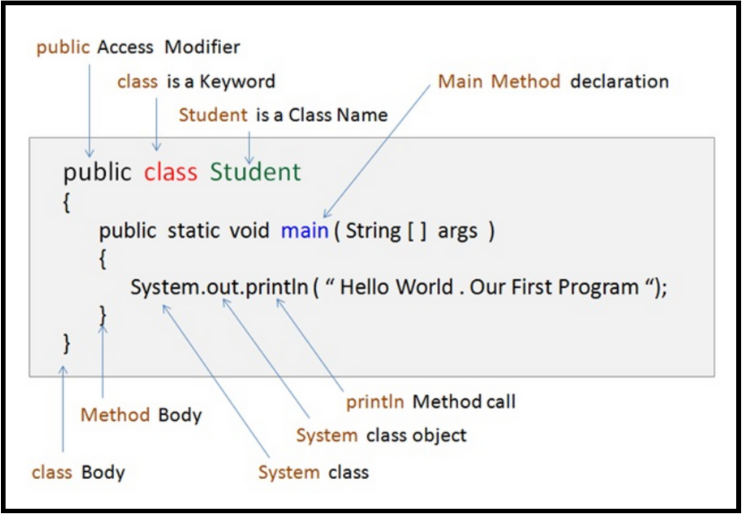 public Access Modifier
class is a Keyword
Main Method declaration
Student is a Class Name
public class Student
{
public static void main ( String [ ] args )
{
System.out.println ( “ Hello World . Our First Program “);
}
}
println Method call
Method Body
System class object
class Body
System class